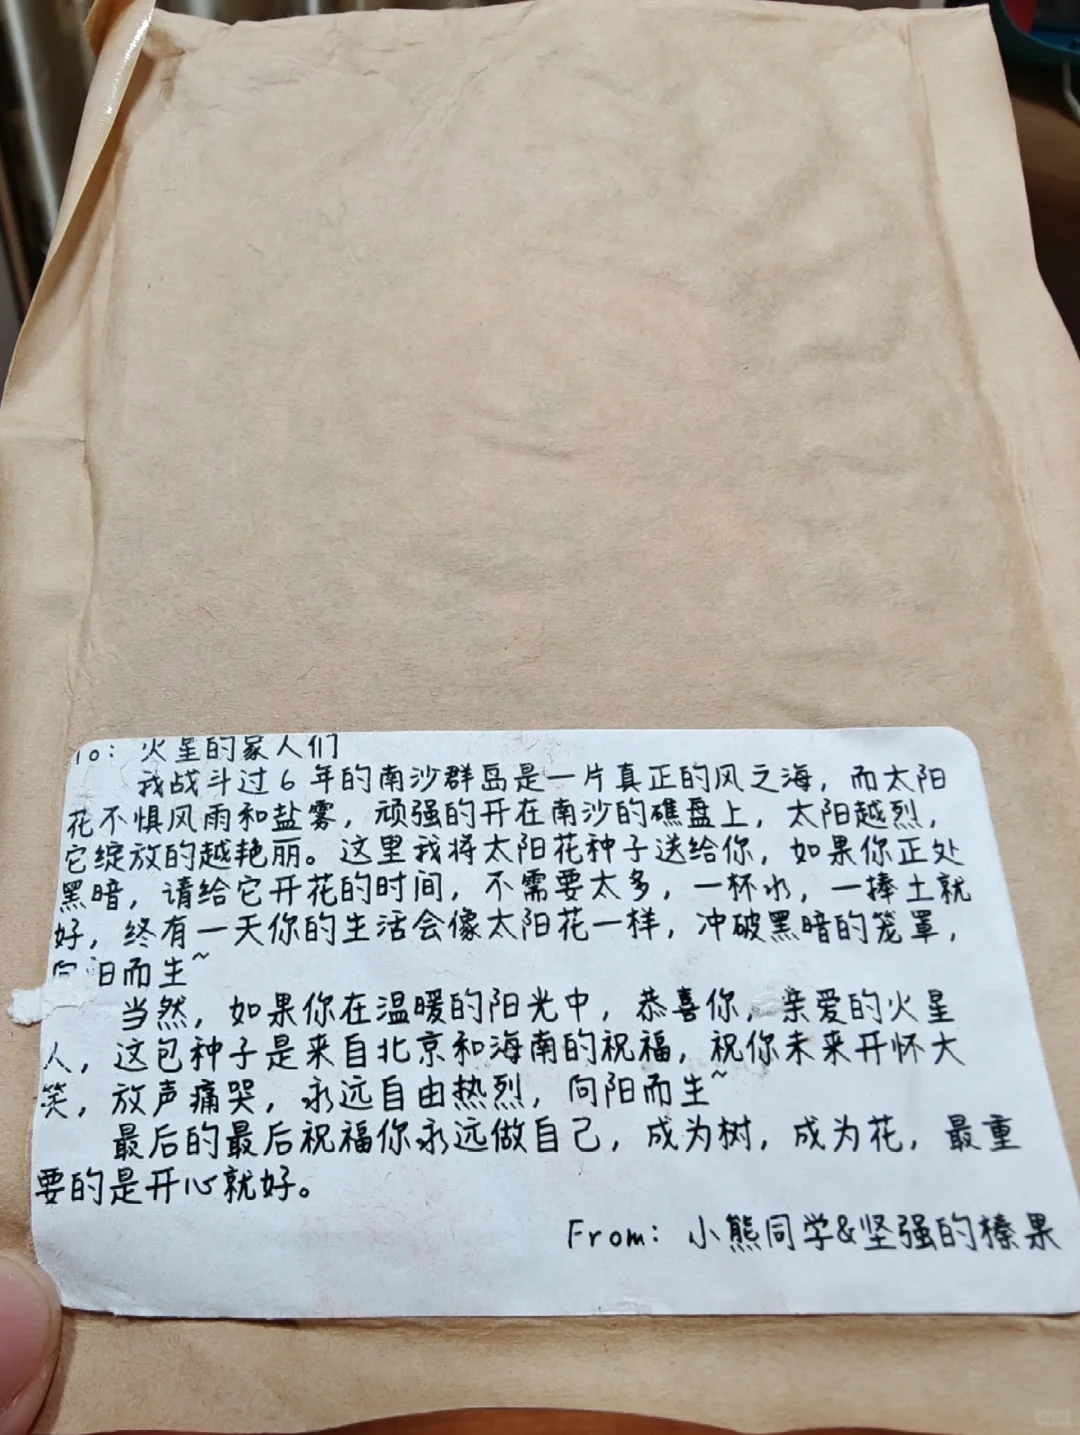 To: 火星的家人们
我战斗过6年的南沙群岛是一片真正的风之海，而太阳
花不惧风雨和盐雾，顽强的开在南沙的礁盘上，太阳越烈，
它绽放的越艳丽。这里我将太阳花种子送给你，如果你正处
黑暗，请给它开花的时间，不需要太多，一杯水，一捧土就
好，终有一天你的生活会像太阳花一样，冲破黑暗的笼罩，
向阳而生~
当然，如果你在温暖的阳光中，恭喜你，亲爱的火星
人，这包种子是来自北京和海南的祝福，祝你未来开怀大
笑，放声痛哭，永远自由热烈，向阳而生~
最后的最后祝福你永远做自己，成为树，成为花，最重
要的是开心就好。
From: 小熊同学&坚强的榛果